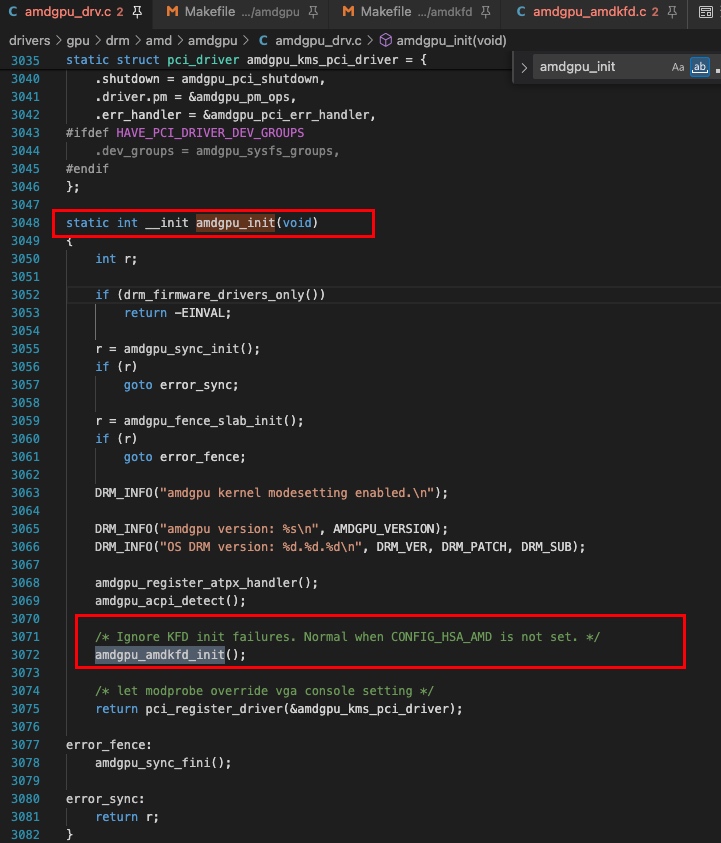 amdgpu_drv.c 2 M Makefile .../amdgpu M Makefile .../amdkfd C amdgpu_amdkfd.c 2
drivers > gpu > drm > amd > amdgpu > C amdgpu_drv.c > amdgpu_init(void)
amdgpu_init Aa ab
3035 static struct pci_driver amdgpu_kms_pci_driver = {
3040 .shutdown = amdgpu_pci_shutdown,
3041 .driver.pm = &amdgpu_pm_ops,
3042 .err_handler = &amdgpu_pci_err_handler,
3043 #ifdef HAVE_PCI_DRIVER_DEV_GROUPS
3044 .dev_groups = amdgpu_sysfs_groups,
3045 #endif
3046 };
3047
3048 static int __init amdgpu_init(void)
3049 {
3050 int r;
3051
3052 if (drm_firmware_drivers_only())
3053 return -EINVAL;
3054
3055 r = amdgpu_sync_init();
3056 if (r)
3057 goto error_sync;
3058
3059 r = amdgpu_fence_slab_init();
3060 if (r)
3061 goto error_fence;
3062
3063 DRM_INFO("amdgpu kernel modesetting enabled.\n");
3064
3065 DRM_INFO("amdgpu version: %s\n", AMDGPU_VERSION);
3066 DRM_INFO("OS DRM version: %d.%d.%d\n", DRM_VER, DRM_PATCH, DRM_SUB);
3067
3068 amdgpu_register_atpx_handler();
3069 amdgpu_acpi_detect();
3070
3071 /* Ignore KFD init failures. Normal when CONFIG_HSA_AMD is not set. */
3072 amdgpu_amdkfd_init();
3073
3074 /* let modprobe override vga console setting */
3075 return pci_register_driver(&amdgpu_kms_pci_driver);
3076
3077 error_fence:
3078 amdgpu_sync_fini();
3079
3080 error_sync:
3081 return r;
3082 }